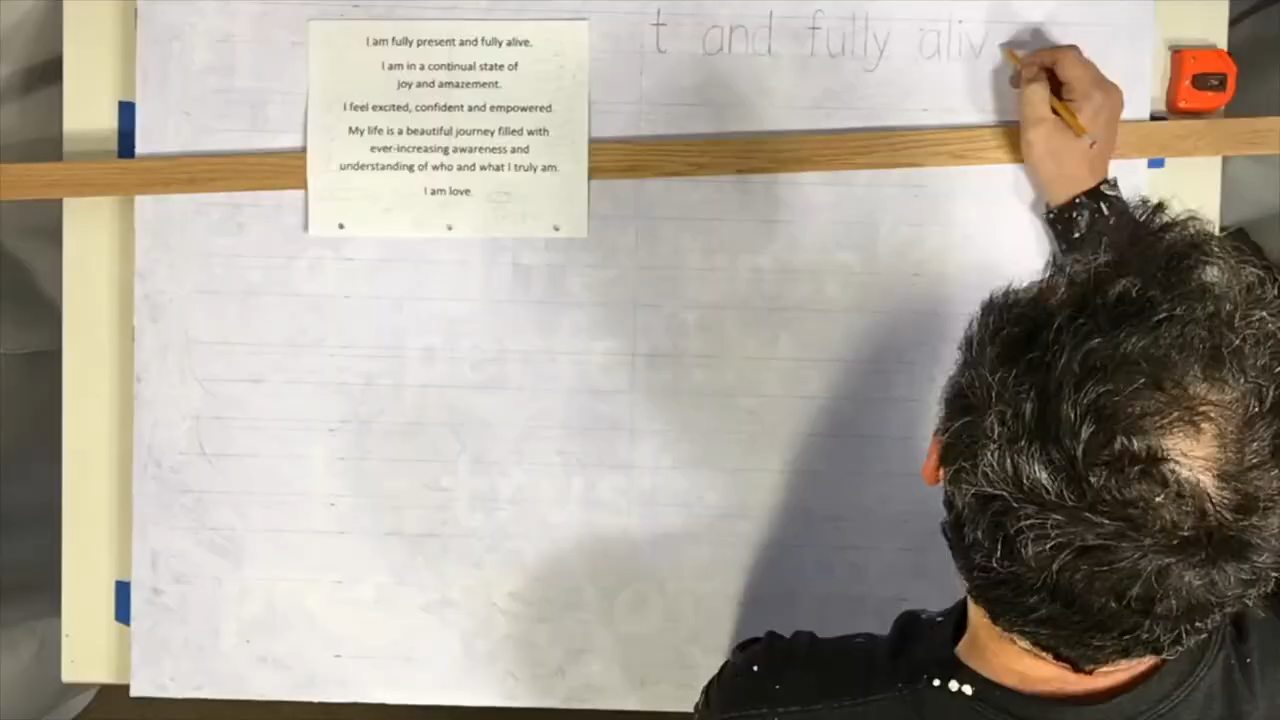 I am fully present and fully alive.
I am in a continual state of
joy and amazement.
I feel excited, confident and empowered.
My life is a beautiful journey filled with
ever-increasing awareness and
understanding of who and what I truly am.
I am love.
t and fully aliv